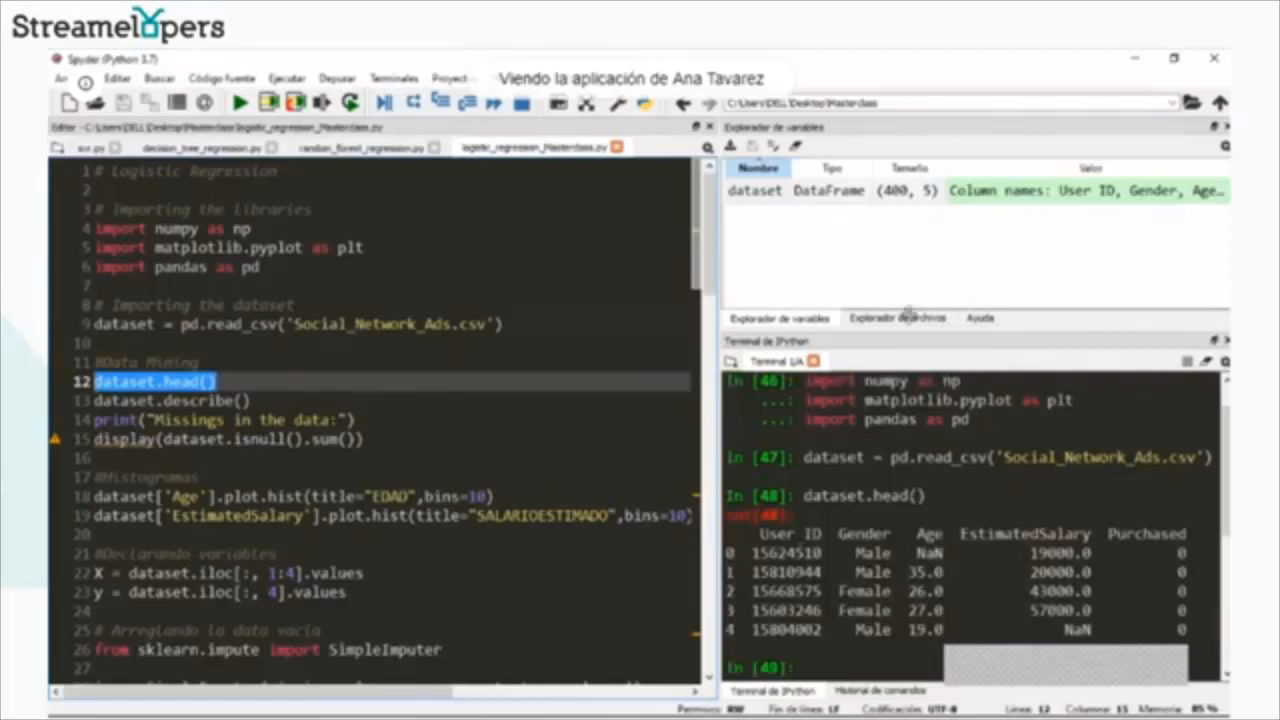 Streamelopers
Spyder (Python 3.7)
Editar Buscar Código fuente Ejecutar Depurar Terminales Viendo la aplicación de Ana Tavarez
C:\Users\DELL\Desktop\Masterclass
Editor - C:\Users\DELL\Desktop\Masterclass\logistic_regression_Masterclass.py
svr.py decision_tree_regression.py random_forest_regression.py logistic_regression_Masterclass.py
1 # Logistic Regression
2
3 # Importing the libraries
4 import numpy as np
5 import matplotlib.pyplot as plt
6 import pandas as pd
7
8 # Importing the dataset
9 dataset = pd.read_csv('Social_Network_Ads.csv')
10
11 #Data Mining
12 dataset.head()
13 dataset.describe()
14 print("Missings in the data:")
15 display(dataset.isnull().sum())
16
17 #Histogramas
18 dataset['Age'].plot.hist(title="EDAD",bins=10)
19 dataset['EstimatedSalary'].plot.hist(title="SALARIOESTIMADO",bins=10)
20
21 #Declarando variables
22 X = dataset.iloc[:, 1:4].values
23 y = dataset.iloc[:, 4].values
24
25 # Arreglando la data vacia
26 from sklearn.impute import SimpleImputer
27
Explorador de variables
Nombre Tipo Tamaño Valor
dataset DataFrame (400, 5) Column names: User ID, Gender, Age…
Explorador de variables Explorador de archivos Ayuda
Terminal de IPython
Terminal 1/A
In [46]: import numpy as np
...: import matplotlib.pyplot as plt
...: import pandas as pd
In [47]: dataset = pd.read_csv('Social_Network_Ads.csv')
In [48]: dataset.head()
Out[48]:
User ID Gender Age EstimatedSalary Purchased
0 15624510 Male NaN 19000.0 0
1 15810944 Male 35.0 20000.0 0
2 15668575 Female 26.0 43000.0 0
3 15603246 Female 27.0 57000.0 0
4 15804002 Male 19.0 NaN 0
In [49]:
Terminal de IPython Historial de comandos
Permisos: RW Fin de línea: LF Codificación: UTF-8 Línea: 12 Columna: 15 Memoria: 85 %